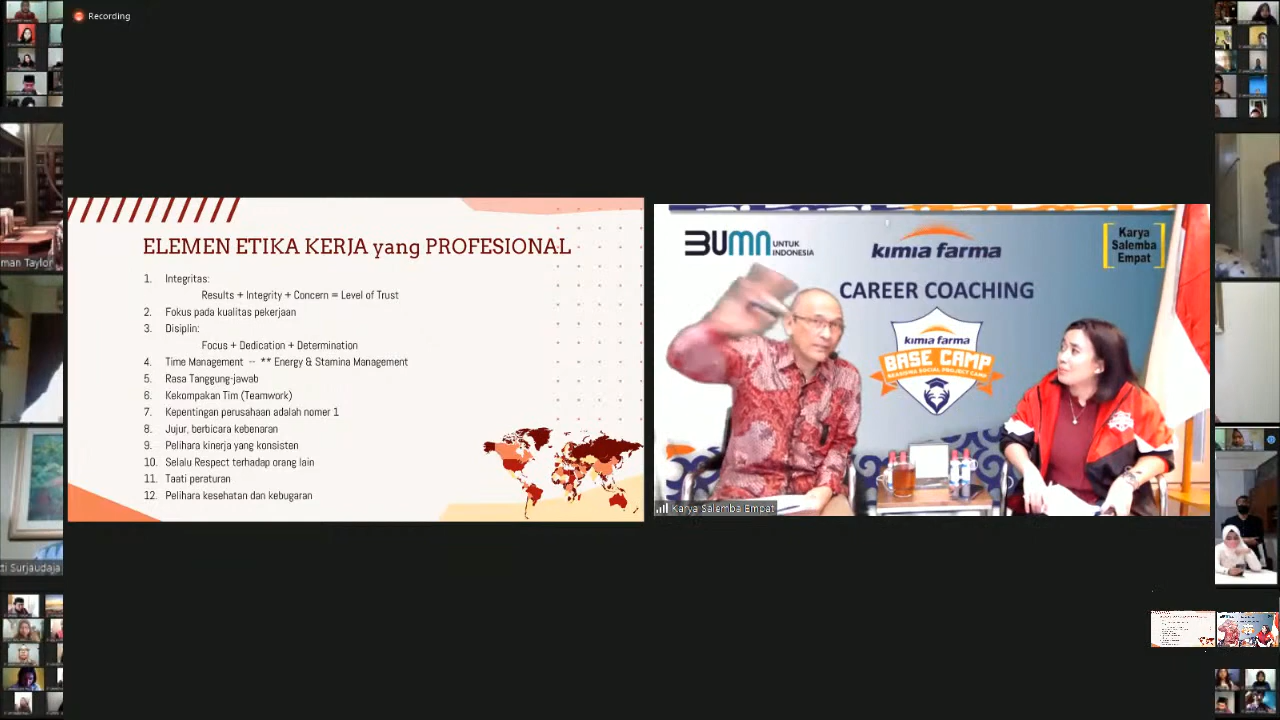 Recording
man Taylor
ti Surjaudaja
ELEMEN ETIKA KERJA yang PROFESIONAL
1. Integritas:
Results + Integrity + Concern = Level of Trust
2. Fokus pada kualitas pekerjaan
3. Disiplin:
Focus + Dedication + Determination
4. Time Management -- ** Energy & Stamina Management
5. Rasa Tanggung-jawab
6. Kekompakan Tim (Teamwork)
7. Kepentingan perusahaan adalah nomer 1
8. Jujur, berbicara kebenaran
9. Pelihara kinerja yang konsisten
10. Selalu Respect terhadap orang lain
11. Taati peraturan
12. Pelihara kesehatan dan kebugaran
BUMN UNTUK INDONESIA
kimia farma
Karya
Salemba
Empat
CAREER COACHING
kimia farma
BASE CAMP
BEASISWA SOCIAL PROJECT CAMP
Karya Salemba Empat